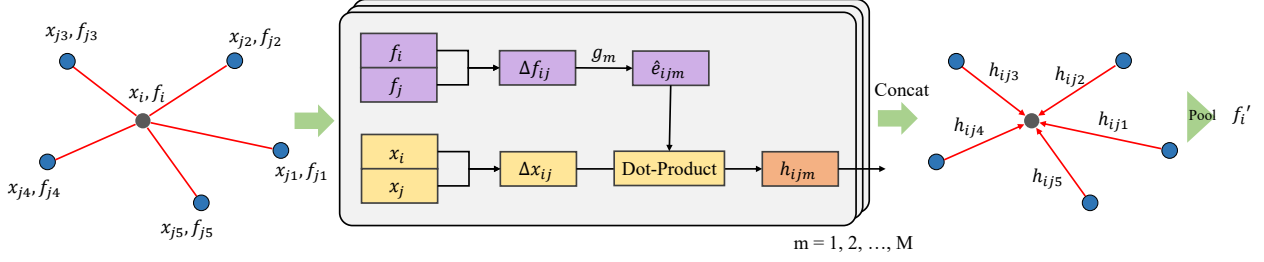 x_{j3}, f_{j3}
x_{j2}, f_{j2}
x_i, f_i
x_{j1}, f_{j1}
x_{j4}, f_{j4}
x_{j5}, f_{j5}
f_i
f_j
Δf_{ij}
g_m
ê_{ijm}
x_i
x_j
Δx_{ij}
Dot-Product
h_{ijm}
m = 1, 2, …, M
Concat
h_{ij3}
h_{ij2}
h_{ij4}
h_{ij1}
h_{ij5}
Pool
f_i′